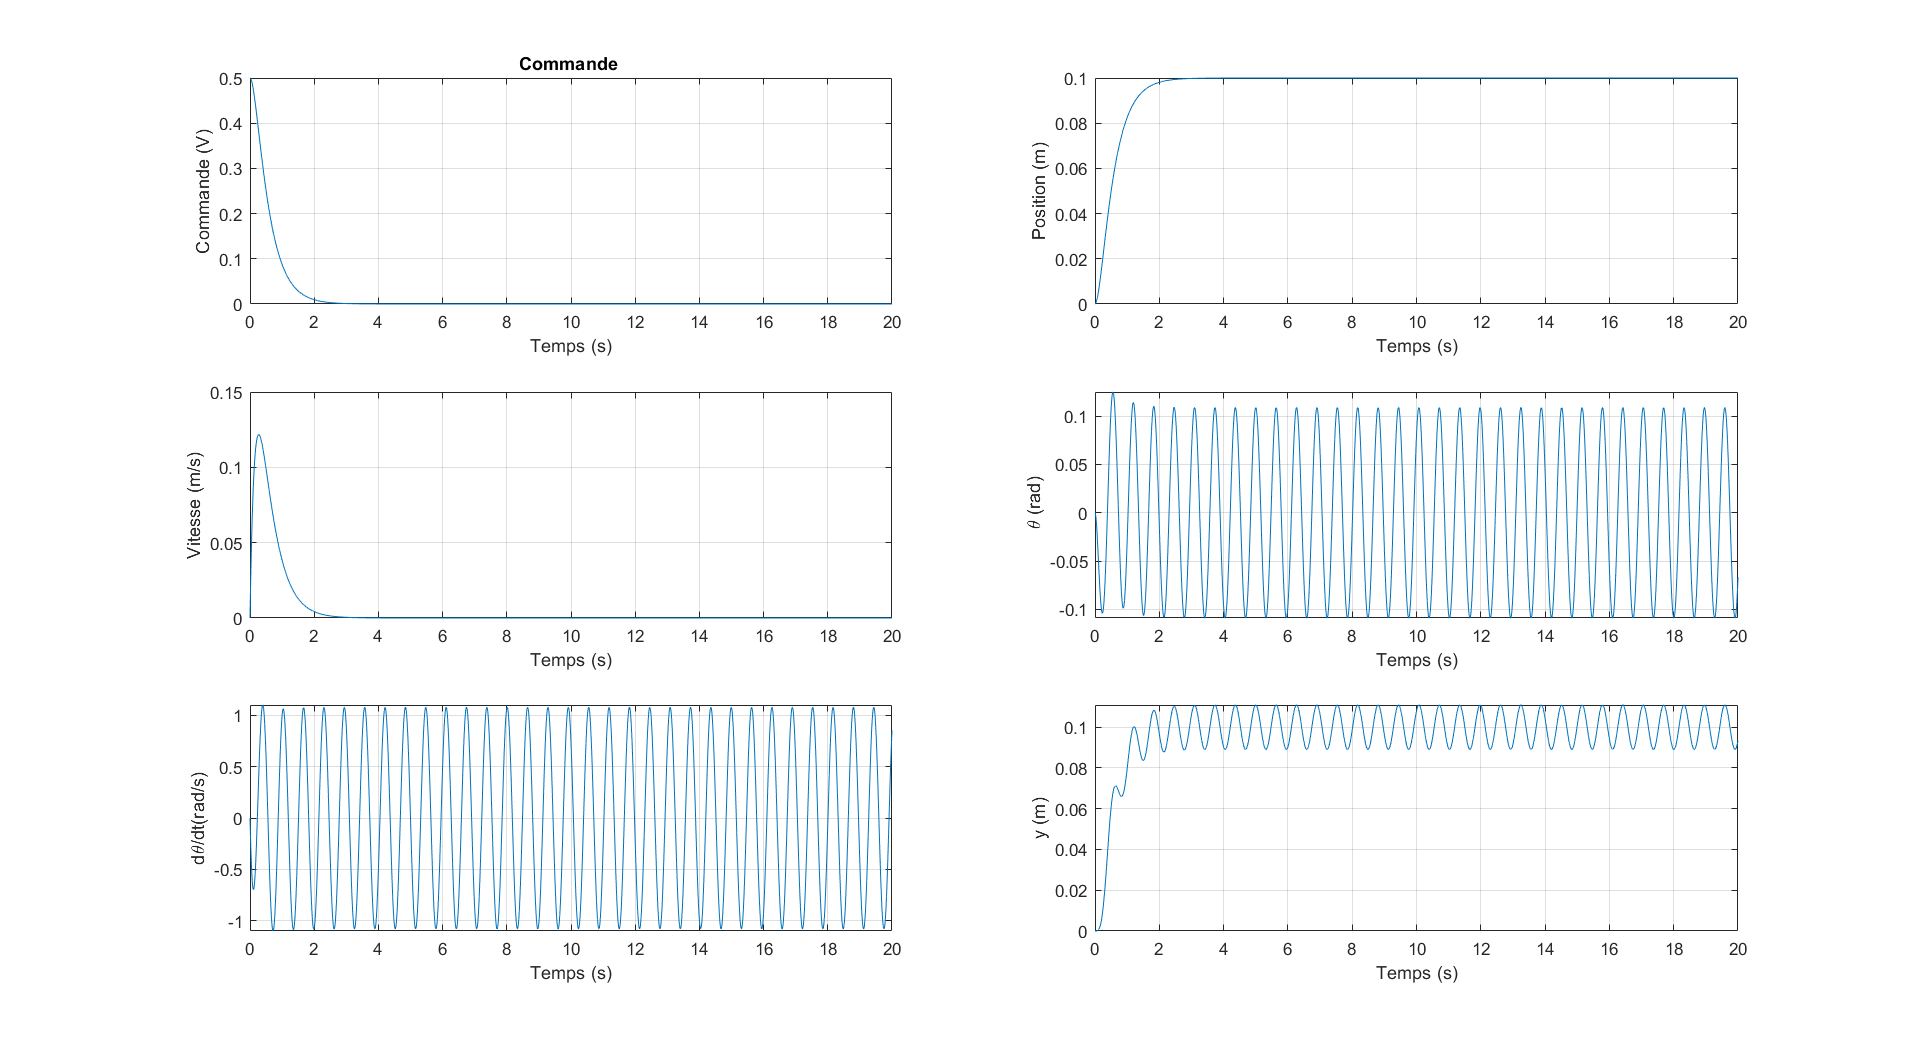 Commande
0.5
0.4
0.3
0.2
0.1
0
Commande (V)
0 2 4 6 8 10 12 14 16 18 20
Temps (s)
0.1
0.08
0.06
0.04
0.02
0
Position (m)
0 2 4 6 8 10 12 14 16 18 20
Temps (s)
0.15
0.1
0.05
0
Vitesse (m/s)
0 2 4 6 8 10 12 14 16 18 20
Temps (s)
0.1
0.05
0
-0.05
-0.1
θ (rad)
0 2 4 6 8 10 12 14 16 18 20
Temps (s)
1
0.5
0
-0.5
-1
dθ/dt(rad/s)
0 2 4 6 8 10 12 14 16 18 20
Temps (s)
0.1
0.08
0.06
0.04
0.02
0
y (m)
0 2 4 6 8 10 12 14 16 18 20
Temps (s)